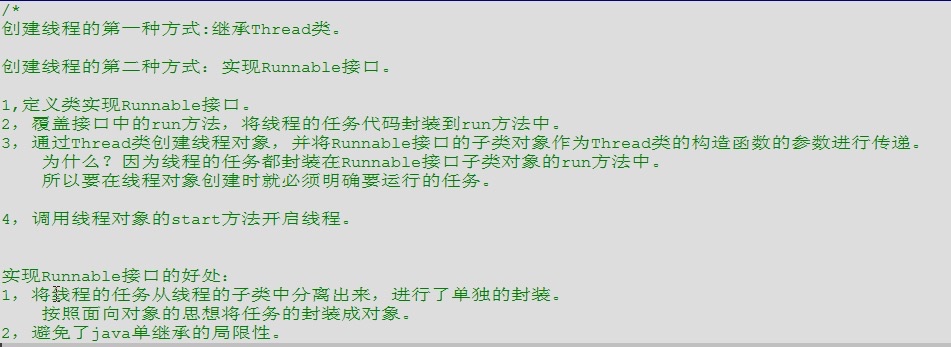 /*
创建线程的第一种方式:继承Thread类。
创建线程的第二种方式：实现Runnable接口。
1,定义类实现Runnable接口。
2，覆盖接口中的run方法，将线程的任务代码封装到run方法中。
3，通过Thread类创建线程对象，并将Runnable接口的子类对象作为Thread类的构造函数的参数进行传递。
为什么？因为线程的任务都封装在Runnable接口子类对象的run方法中。
所以要在线程对象创建时就必须明确要运行的任务。
4，调用线程对象的start方法开启线程。
实现Runnable接口的好处：
1，将线程的任务从线程的子类中分离出来，进行了单独的封装。
按照面向对象的思想将任务的封装成对象。
2，避免了java单继承的局限性。